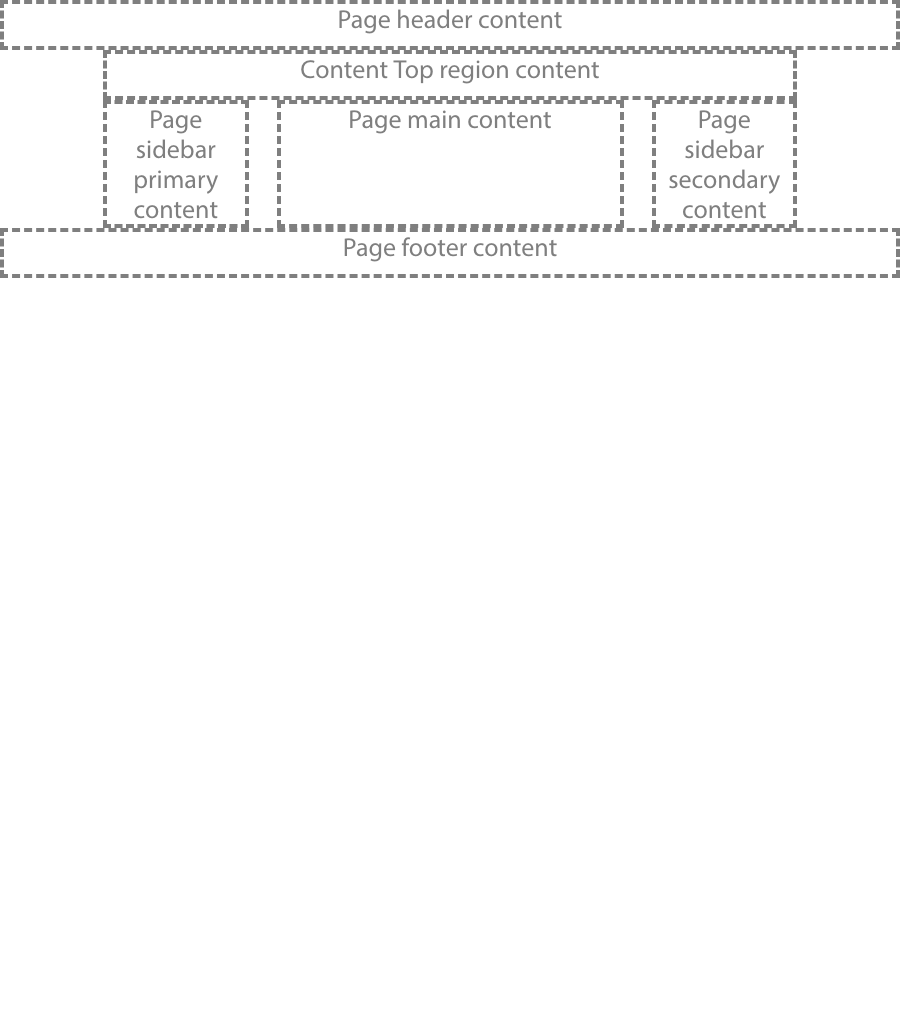 Page header content
Content Top region content
Page
sidebar
primary
content
Page main content
Page
sidebar
secondary
content
Page footer content